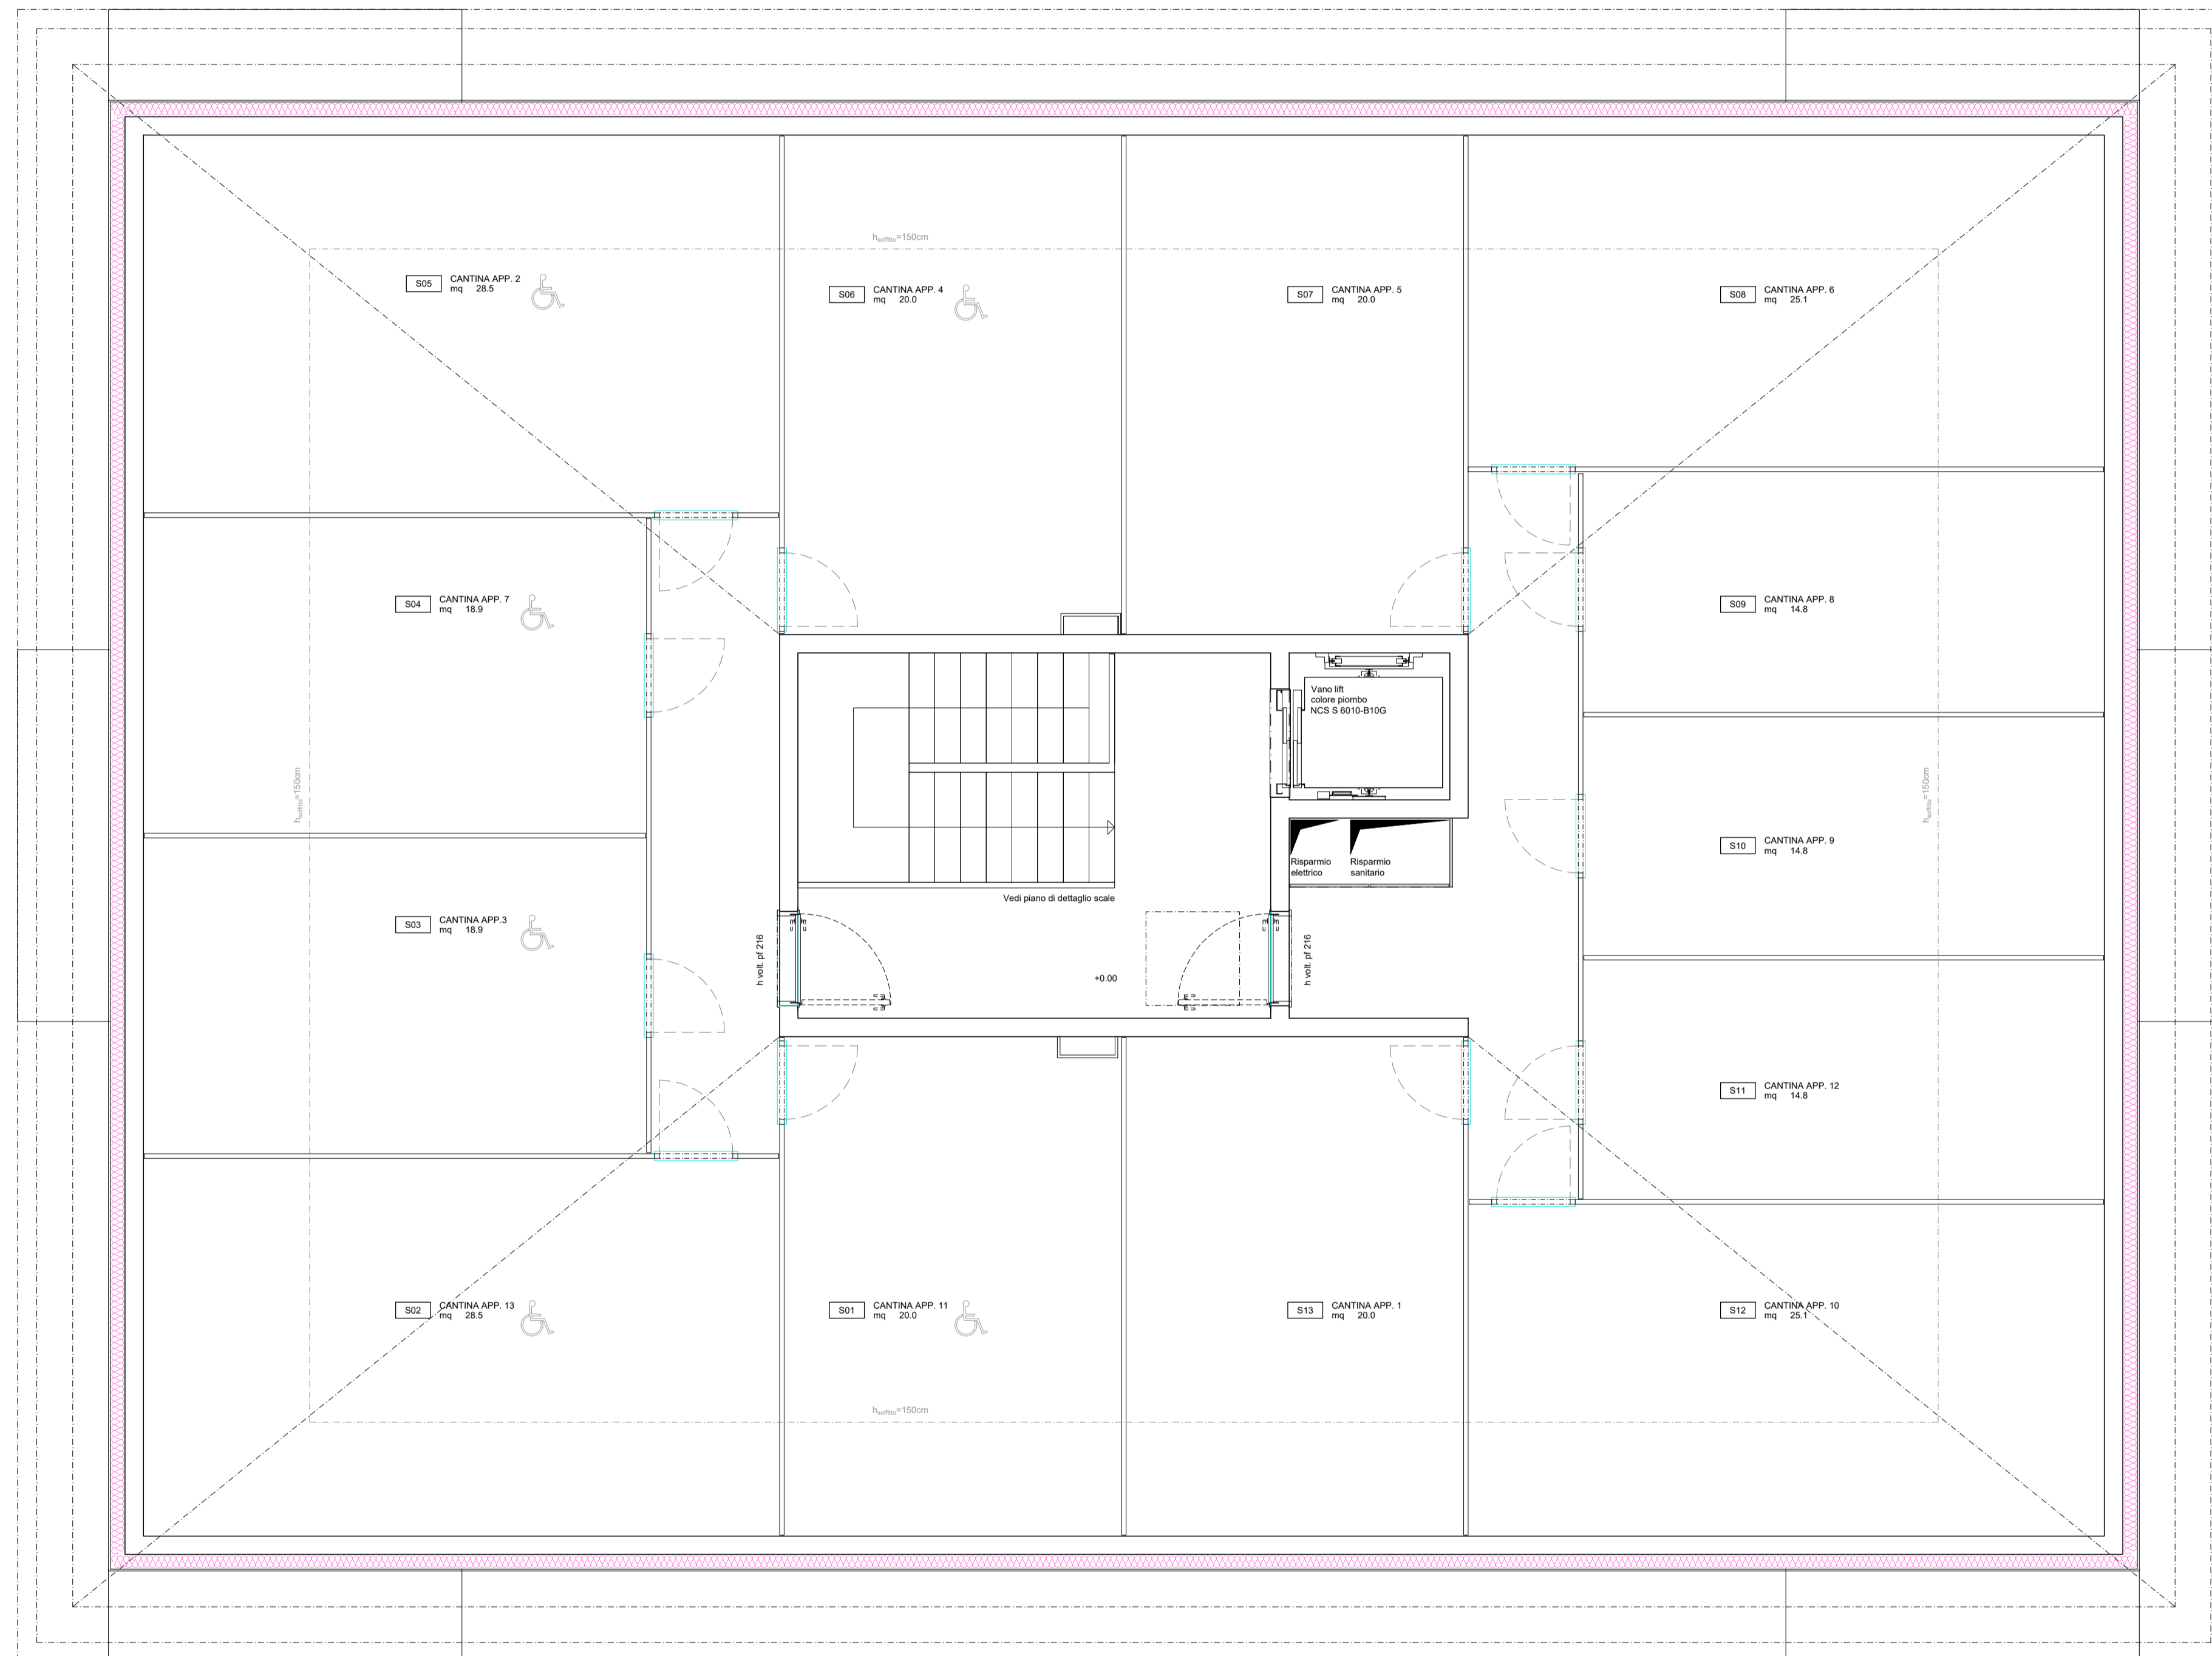 h soffitto=150cm
S05 CANTINA APP. 2
mq 28.5
S06 CANTINA APP. 4
mq 20.0
S07 CANTINA APP. 5
mq 20.0
S08 CANTINA APP. 6
mq 25.1
S04 CANTINA APP. 7
mq 18.9
S09 CANTINA APP. 8
mq 14.8
Vano lift
colore piombo
NCS S 6010-B10G
h soffitto=150cm
h soffitto=150cm
S10 CANTINA APP. 9
mq 14.8
Risparmio
elettrico
Risparmio
sanitario
Vedi piano di dettaglio scale
S03 CANTINA APP.3
mq 18.9
h volt. pf 216
+0.00
h volt. pf 216
S11 CANTINA APP. 12
mq 14.8
S02 CANTINA APP. 13
mq 28.5
S01 CANTINA APP. 11
mq 20.0
S13 CANTINA APP. 1
mq 20.0
S12 CANTINA APP. 10
mq 25.1
h soffitto=150cm